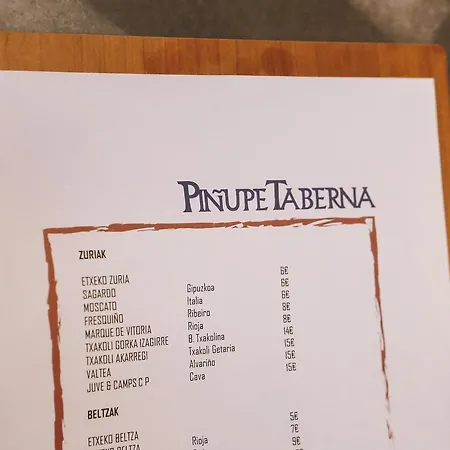 PIÑUPE TABERNA
ZURIAK
ETXEKO ZURIA 6€
SAGARDO Gipuzkoa 6€
MOSCATO Italia 6€
FRESQUIÑO Ribeiro 8€
MARQUE DE VITORIA Rioja 8€
TXAKOLI GORKA IZAGIRRE B. Txakolina 14€
TXAKOLI AKARREGI Txakoli Getaria 15€
VALTEA Alvariño 15€
JUVE & CAMPS C P Cava 15€
BELTZAK
5€
ETXEKO BELTZA 7€
Rioja 9€
BELTZA